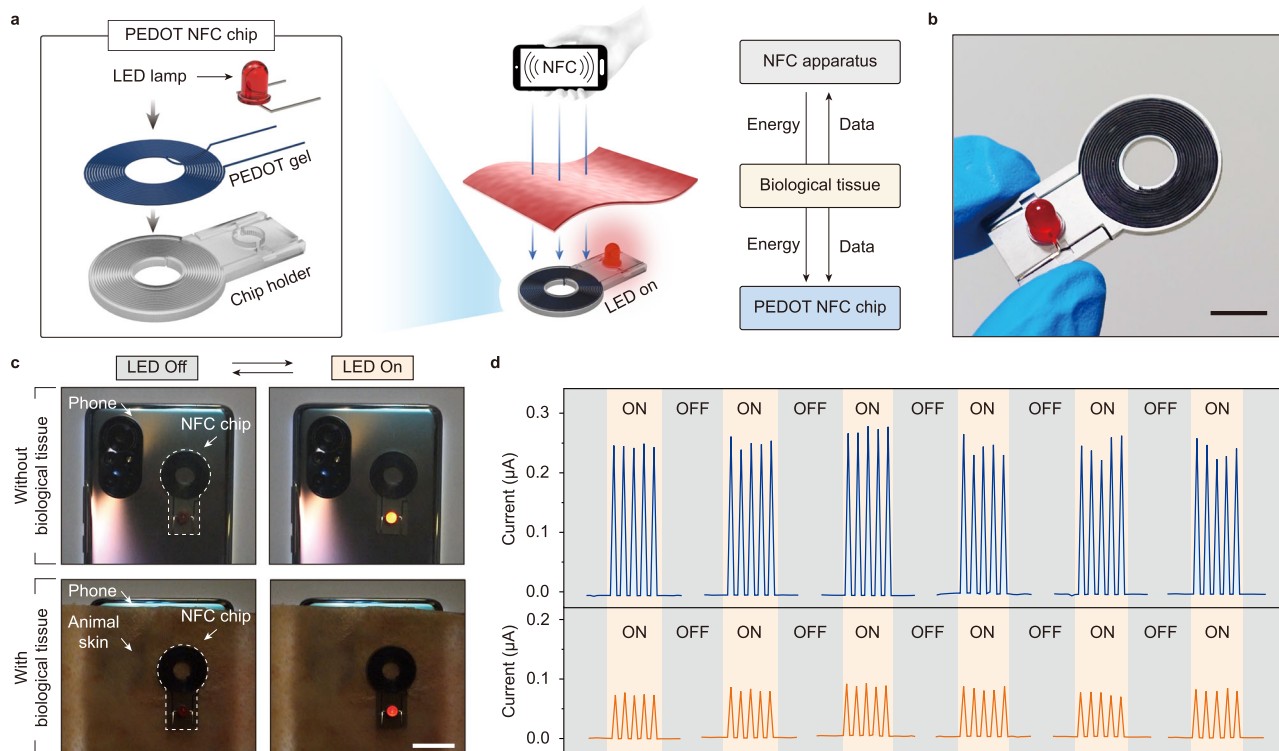 a
PEDOT NFC chip
LED lamp
PEDOT gel
Chip holder
NFC
LED on
NFC apparatus
Energy
Data
Biological tissue
Energy
Data
PEDOT NFC chip
b
c
LED Off
LED On
Without
biological tissue
Phone
NFC chip
With
biological tissue
Phone
Animal
skin
NFC chip
d
Current (μA)
0.3
0.2
0.1
0.0
ON OFF ON OFF ON OFF ON OFF ON OFF ON
Current (μA)
0.2
0.1
0.0
ON OFF ON OFF ON OFF ON OFF ON OFF ON